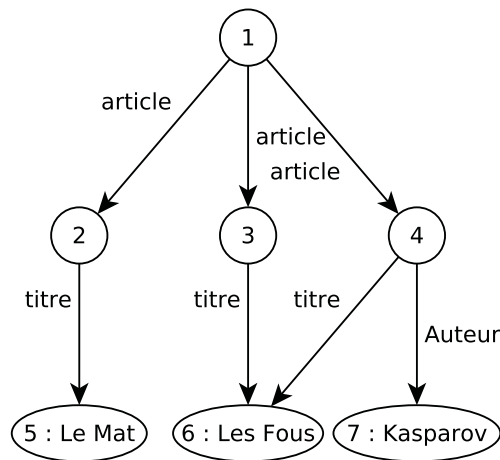 1
article
article
article
2
3
4
titre
titre
titre
Auteur
5 : Le Mat
6 : Les Fous
7 : Kasparov